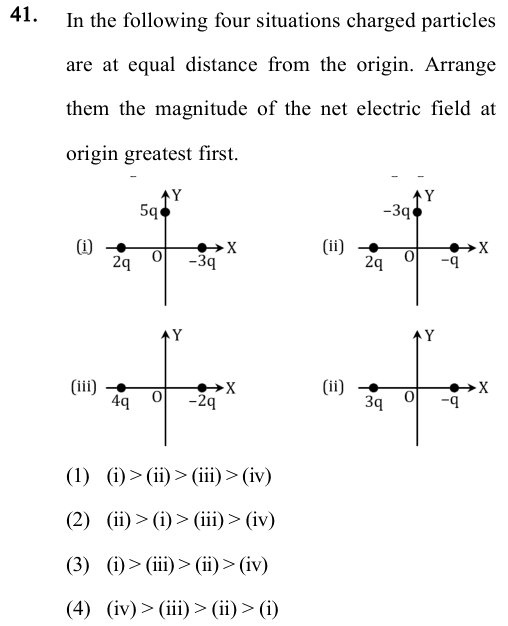 41. In the following four situations charged particles
are at equal distance from the origin. Arrange
them the magnitude of the net electric field at
origin greatest first.
(i) Y 5q X O 2q -3q
(ii) Y -3q X O 2q -q
(iii) Y X O 4q -2q
(ii) Y X O 3q -q
(1) (i) > (ii) > (iii) > (iv)
(2) (ii) > (i) > (iii) > (iv)
(3) (i) > (iii) > (ii) > (iv)
(4) (iv) > (iii) > (ii) > (i)